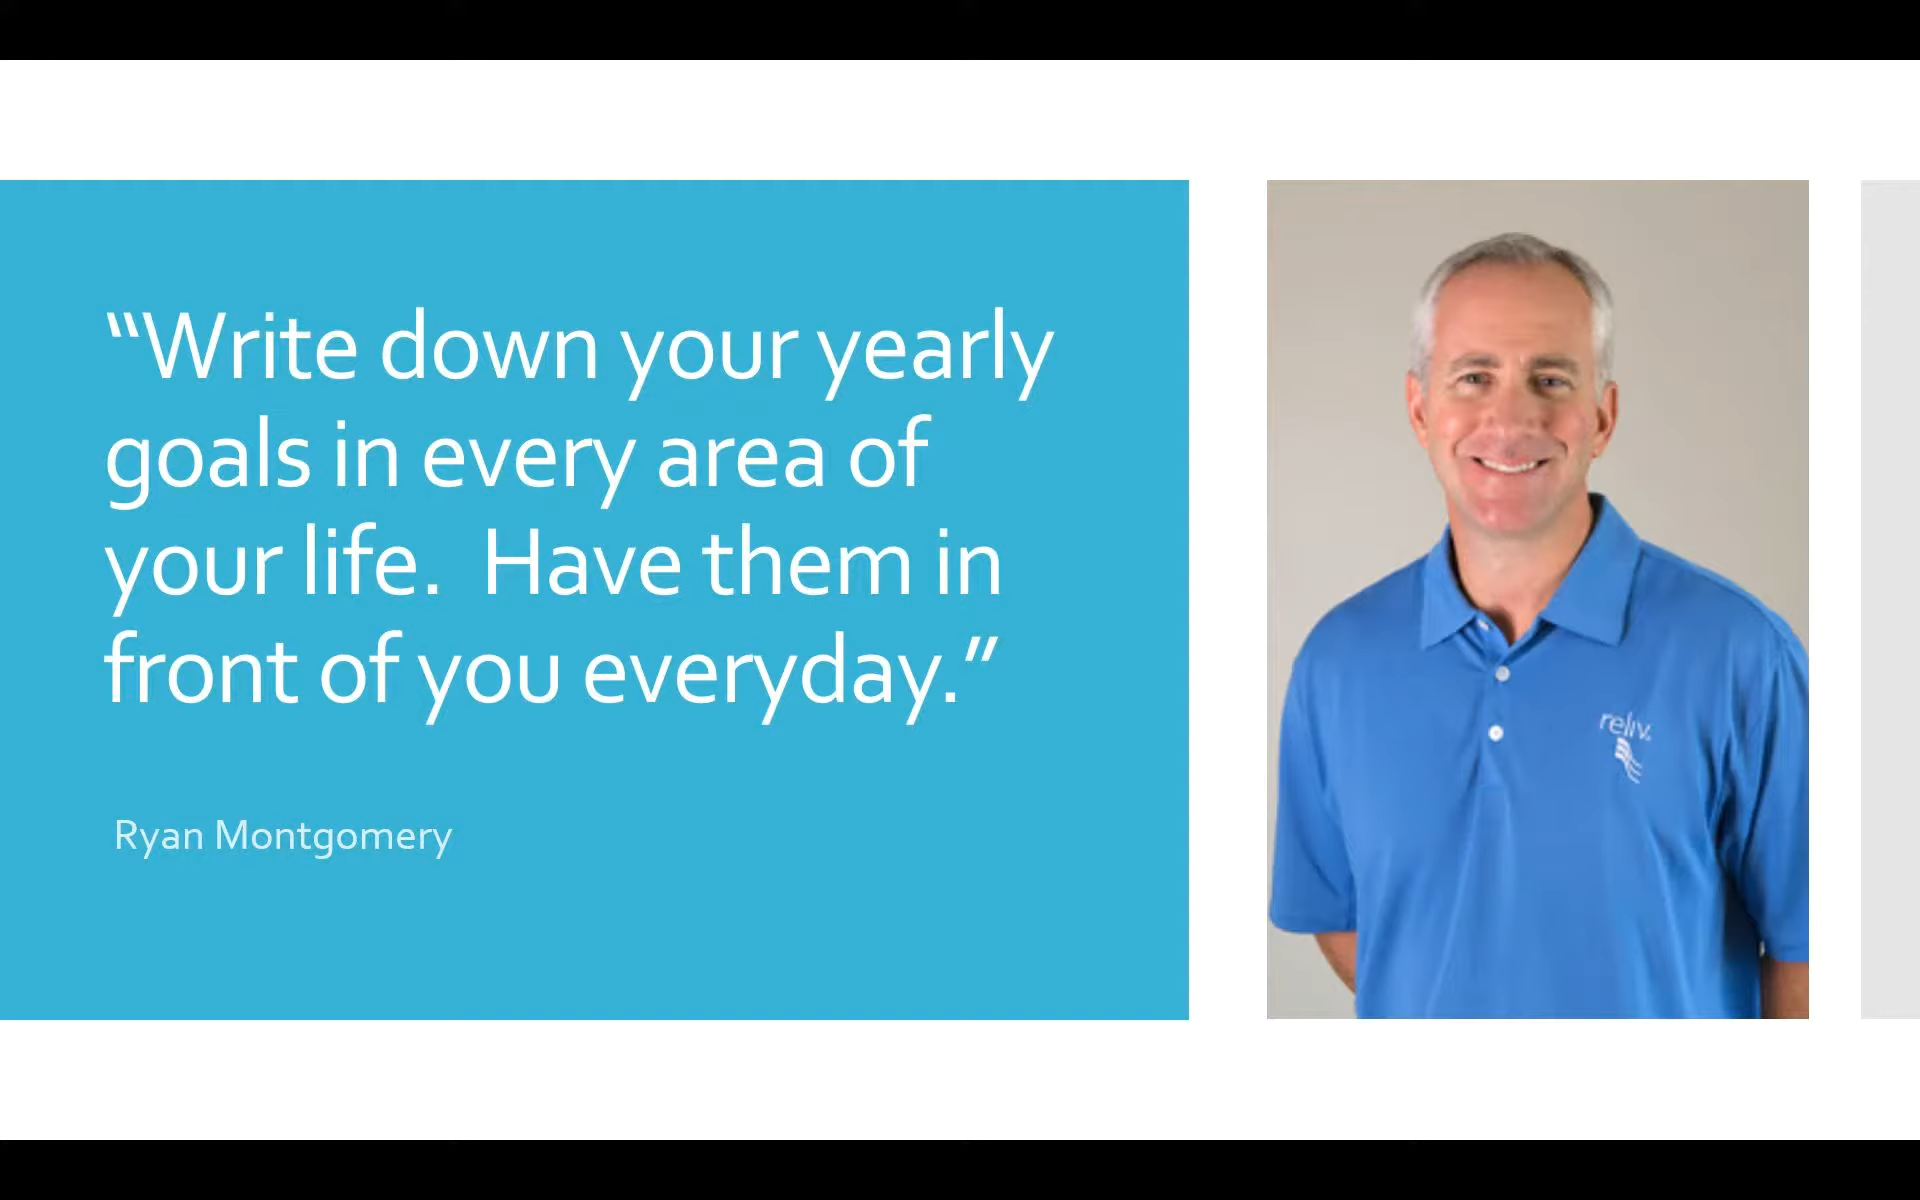 “Write down your yearly
goals in every area of
your life.  Have them in
front of you everyday.”
Ryan Montgomery
reliv